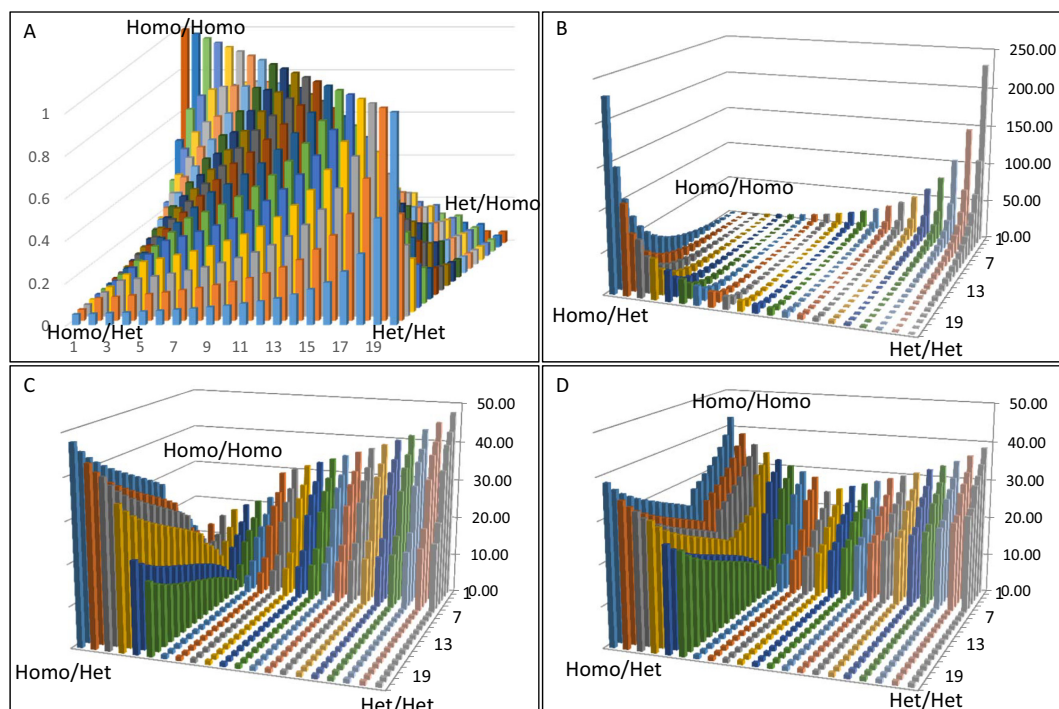 A
Homo/Homo
1
0.8
0.6
0.4
0.2
0
Het/Homo
Homo/Het
Het/Het
1 3 5 7 9 11 13 15 17 19
B
250.00
200.00
150.00
100.00
50.00
0.00
Homo/Homo
1
7
13
19
Homo/Het
Het/Het
C
50.00
40.00
30.00
20.00
10.00
0.00
Homo/Homo
1
7
13
19
Homo/Het
Het/Het
D
50.00
40.00
30.00
20.00
10.00
0.00
Homo/Homo
1
7
13
19
Homo/Het
Het/Het